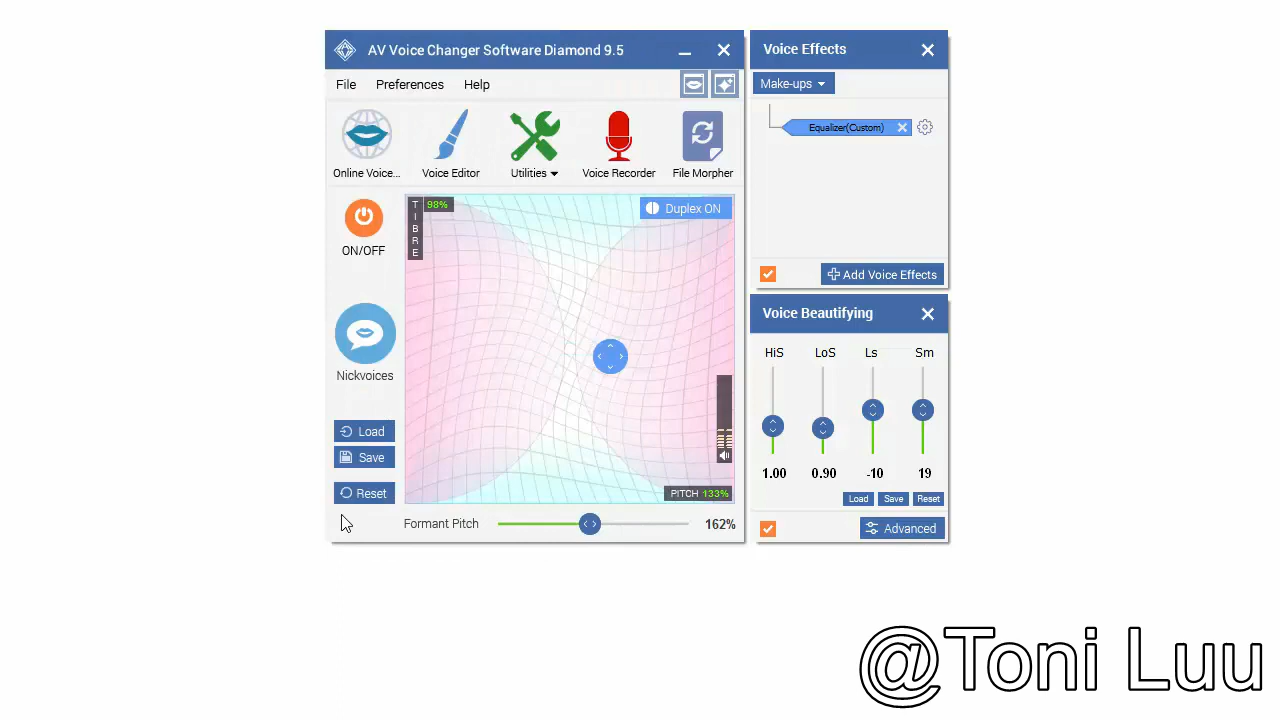 AV Voice Changer Software Diamond 9.5
File Preferences Help
Online Voice... Voice Editor Utilities Voice Recorder File Morpher
ON/OFF
Nickvoices
Load
Save
Reset
TIBRE 98%
Duplex ON
PITCH 133%
Formant Pitch 162%
Voice Effects
Make-ups
Equalizer(Custom)
Add Voice Effects
Voice Beautifying
HiS LoS Ls Sm
1.00 0.90 -10 19
Load Save Reset
Advanced
@Toni Luu